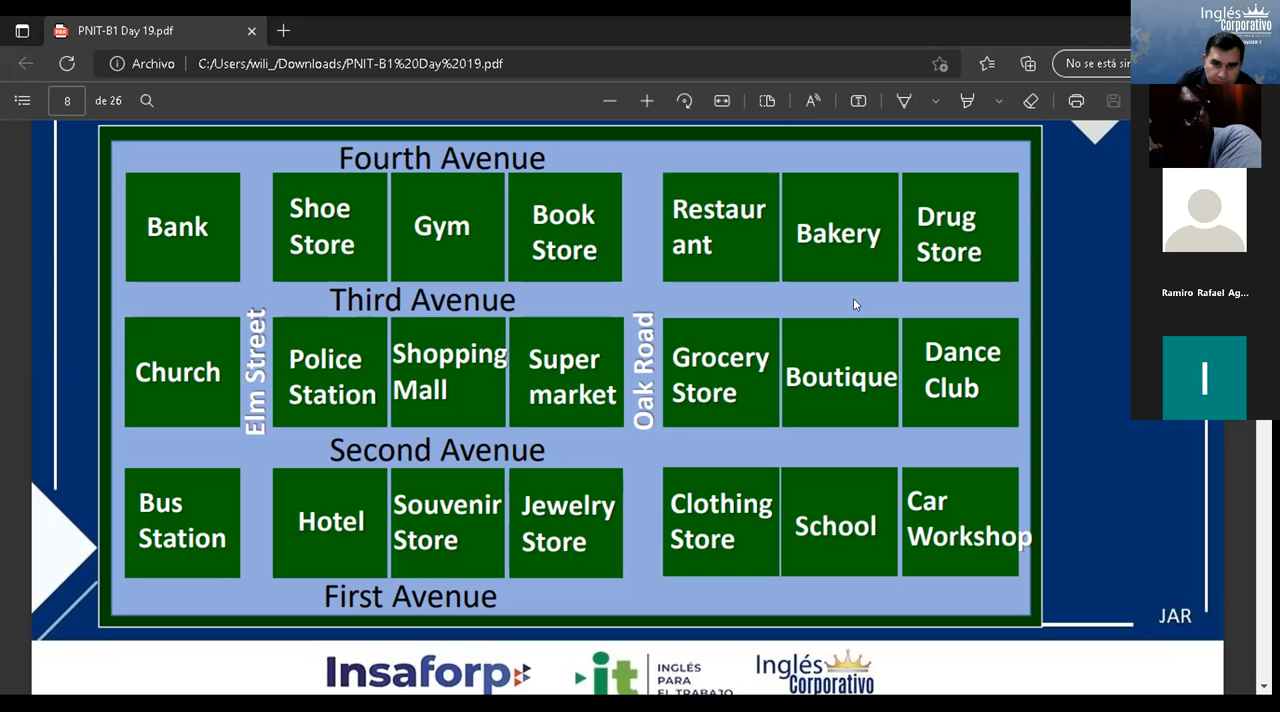 PNIT-B1 Day 19.pdf
Archivo
C:/Users/wili_/Downloads/PNIT-B1%20Day%2019.pdf
No se está sin
8
de 26
Fourth Avenue
Bank
Shoe
Store
Gym
Book
Store
Restaur
ant
Bakery
Drug
Store
Third Avenue
Elm Street
Oak Road
Church
Police
Station
Shopping
Mall
Super
market
Grocery
Store
Boutique
Dance
Club
Second Avenue
Bus
Station
Hotel
Souvenir
Store
Jewelry
Store
Clothing
Store
School
Car
Workshop
First Avenue
JAR
Insaforp
it
INGLÉS
PARA
EL TRABAJO
Inglés
Corporativo
Inglés
Corporativo
Ramiro Rafael Ag...
I